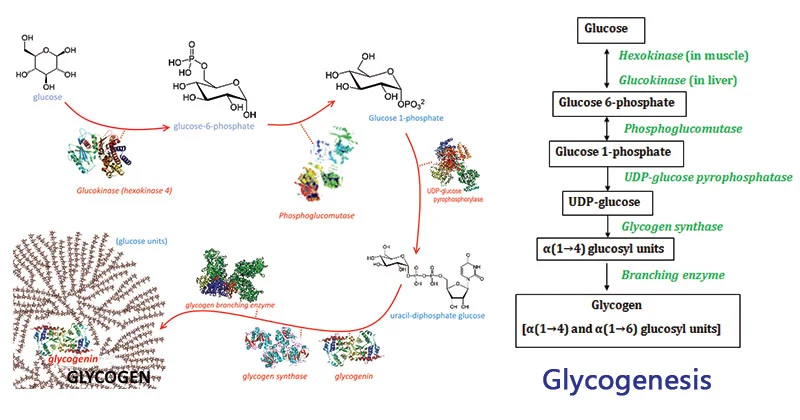 glucose
glucose-6-phosphate
Glucose 1-phosphate
Glucokinase (hexokinase 4)
Phosphoglucomutase
UDP-glucose
pyrophosphorylase
uracil-diphosphate glucose
glycogen branching enzyme
glycogen synthase
glycogenin
(glucose units)
glycogenin
GLYCOGEN
Glucose
Hexokinase (in muscle)
Glucokinase (in liver)
Glucose 6-phosphate
Phosphoglucomutase
Glucose 1-phosphate
UDP-glucose pyrophosphatase
UDP-glucose
Glycogen synthase
α(1→4) glucosyl units
Branching enzyme
Glycogen
[α(1→4) and α(1→6) glucosyl units]
Glycogenesis